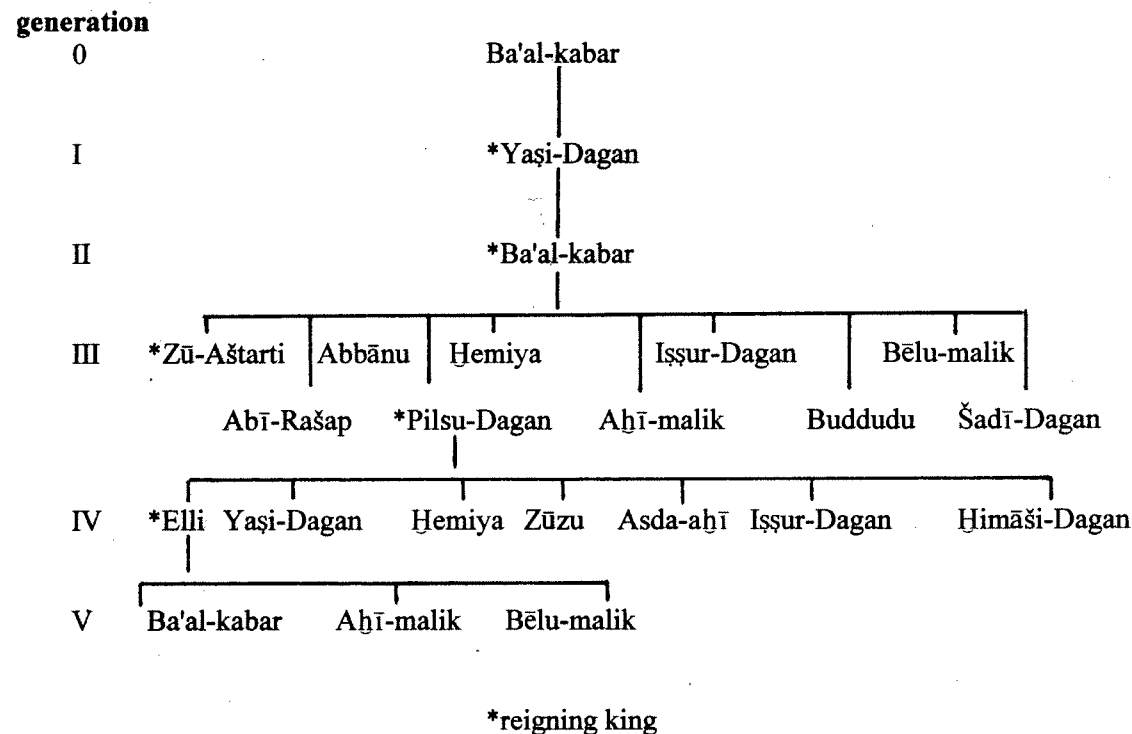 generation
0 Ba'al-kabar
I *Yaṣi-Dagan
II *Ba'al-kabar
III *Zū-Aštarti Abbānu Ḫemiya Iṣṣur-Dagan Bēlu-malik
Abī-Rašap *Pilsu-Dagan Aḫī-malik Buddudu Šadī-Dagan
IV *Elli Yaṣi-Dagan Ḫemiya Zūzu Asda-aḫī Iṣṣur-Dagan Ḫimāši-Dagan
V Ba'al-kabar Aḫī-malik Bēlu-malik
*reigning king